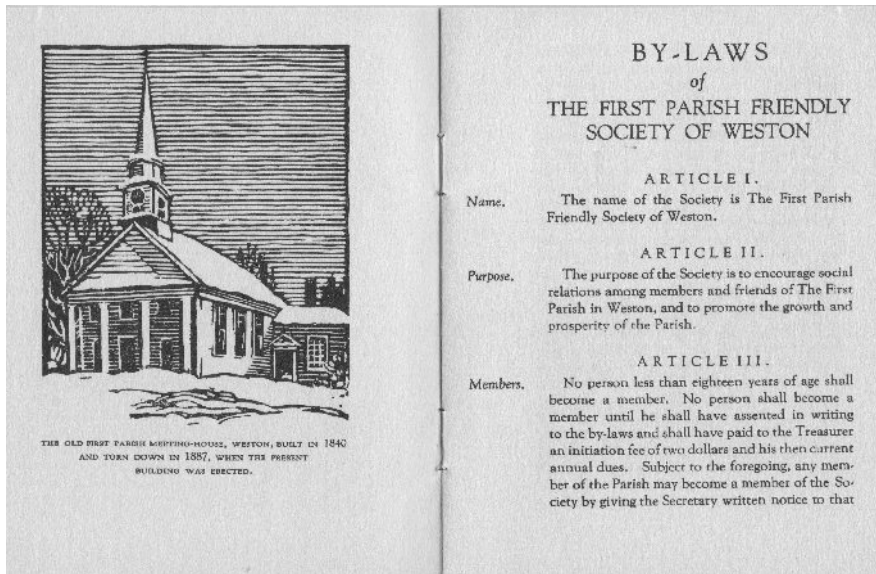 THE OLD FIRST PARISH MEETING-HOUSE, WESTON, BUILT IN 1840
AND TORN DOWN IN 1887, WHEN THE PRESENT
BUILDING WAS ERECTED.
BY-LAWS
of
THE FIRST PARISH FRIENDLY
SOCIETY OF WESTON
ARTICLE I.
Name. The name of the Society is The First Parish
Friendly Society of Weston.
ARTICLE II.
Purpose. The purpose of the Society is to encourage social
relations among members and friends of The First
Parish in Weston, and to promote the growth and
prosperity of the Parish.
ARTICLE III.
Members. No person less than eighteen years of age shall
become a member. No person shall become a
member until he shall have assented in writing
to the by-laws and shall have paid to the Treasurer
an initiation fee of two dollars and his then current
annual dues. Subject to the foregoing, any mem-
ber of the Parish may become a member of the So-
ciety by giving the Secretary written notice to that